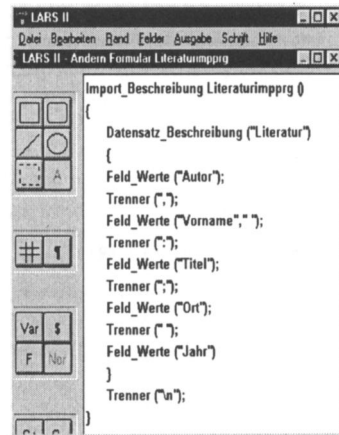 LARS II
Datei Bearbeiten Band Felder Ausgabe Schrift Hilfe
LARS II - Ändern Formular Literaturimpprg
Import_Beschreibung Literaturimpprg ()
{
Datensatz_Beschreibung ("Literatur")
{
Feld_Werte ("Autor");
Trenner (",");
Feld_Werte ("Vorname"," ");
Trenner (":");
Feld_Werte ("Titel");
Trenner (";");
Feld_Werte ("Ort");
Trenner (" ");
Feld_Werte ("Jahr")
}
Trenner ("\n");
}
A
¶
Var $
F Nor